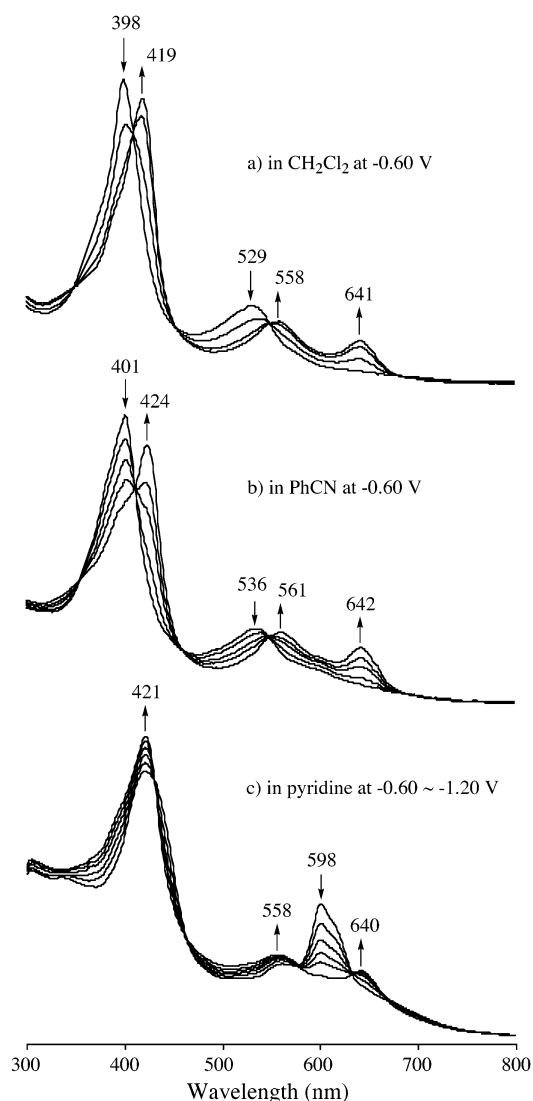 398
419
a) in CH₂Cl₂ at -0.60 V
529
558
641
401
424
b) in PhCN at -0.60 V
536 561
642
421
c) in pyridine at -0.60 ~ -1.20 V
598
558
640
300 400 500 600 700 800
Wavelength (nm)